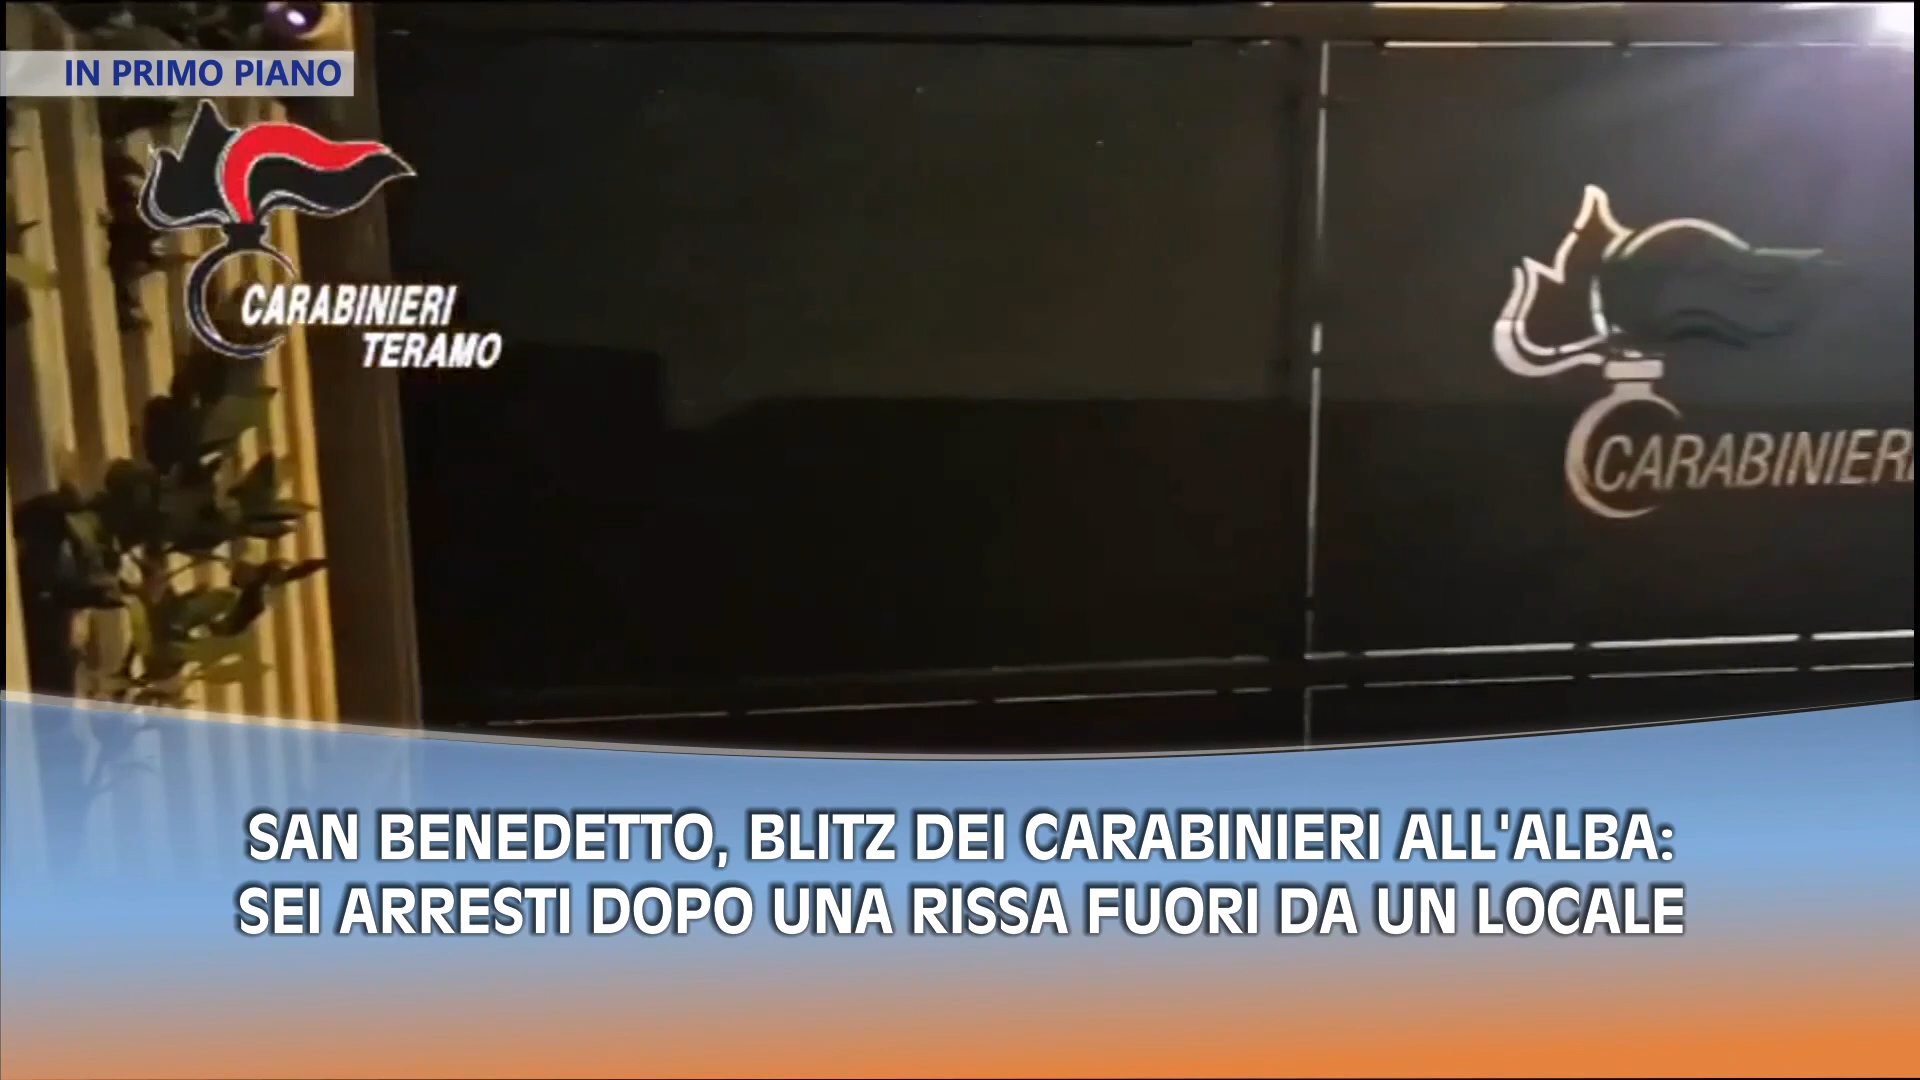 IN PRIMO PIANO
CARABINIERI
TERAMO
CARABINIERI
SAN BENEDETTO, BLITZ DEI CARABINIERI ALL'ALBA:
SEI ARRESTI DOPO UNA RISSA FUORI DA UN LOCALE